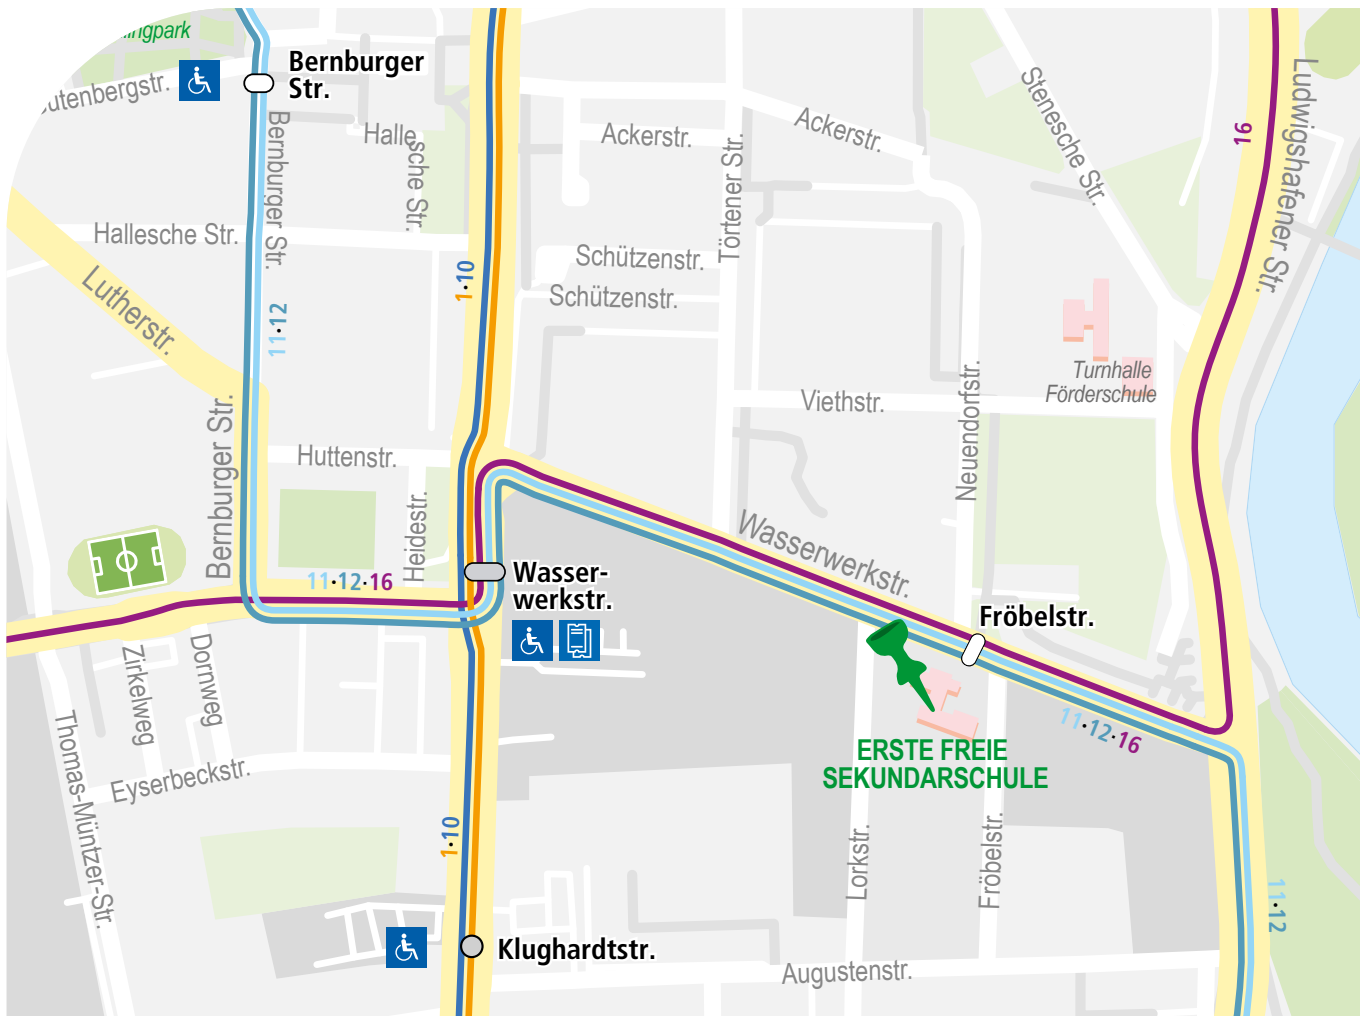 Bernburger
Str.
Bernburger Str.
Halle
sche Str.
Hallesche Str.
Lutherstr.
11·12
1·10
Ackerstr.
Ackerstr.
Törtener Str.
Schützenstr.
Schützenstr.
Stenesche Str.
16
Ludwigshafener Str.
Turnhalle
Förderschule
Viethstr.
Neuendorfstr.
Bernburger Str.
Huttenstr.
Heidestr.
11·12·16
Wasser-
werkstr.
Wasserwerkstr.
Fröbelstr.
11·12·16
ERSTE FREIE
SEKUNDARSCHULE
Zirkelweg
Dornweg
Thomas-Müntzer-Str.
Eyserbeckstr.
1·10
Lorkstr.
Fröbelstr.
11·12
Klughardtstr.
Augustenstr.